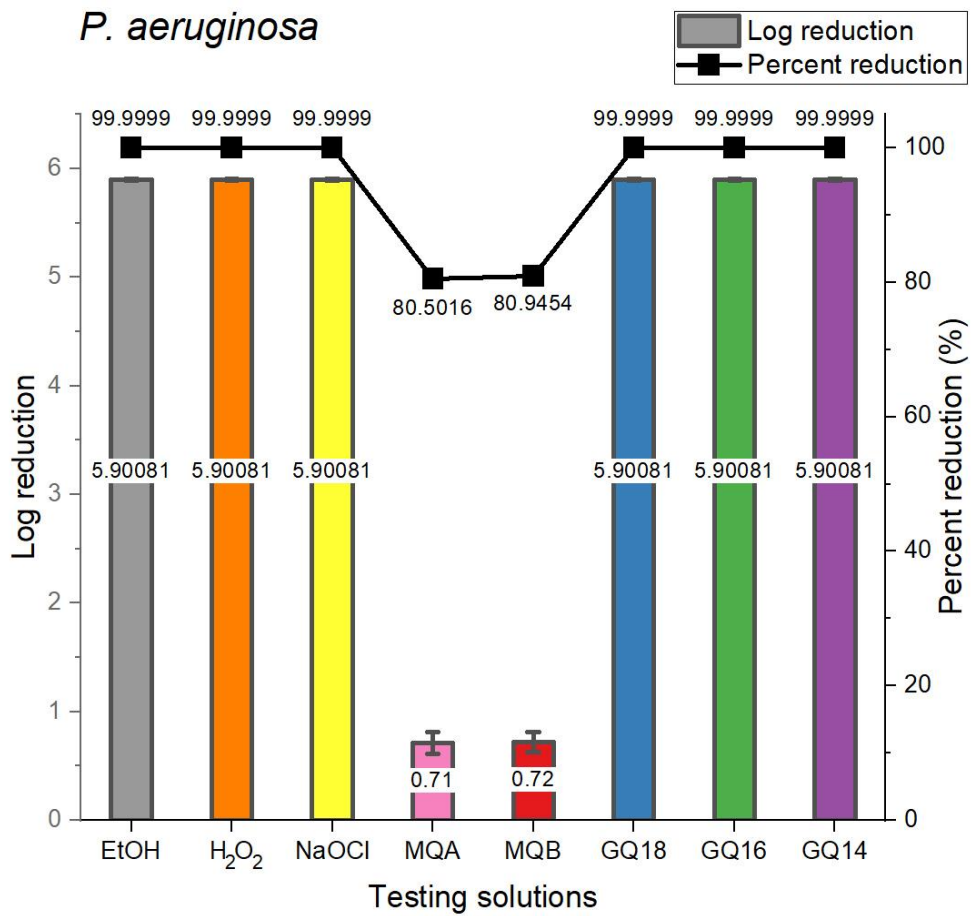 P. aeruginosa
Log reduction
Percent reduction
99.9999 99.9999 99.9999 99.9999 99.9999 99.9999
80.5016 80.9454
5.90081 5.90081 5.90081 5.90081 5.90081 5.90081
0.71 0.72
6
5
4
3
2
1
0
Log reduction
100
80
60
40
20
0
Percent reduction (%)
EtOH H₂O₂ NaOCl MQA MQB GQ18 GQ16 GQ14
Testing solutions